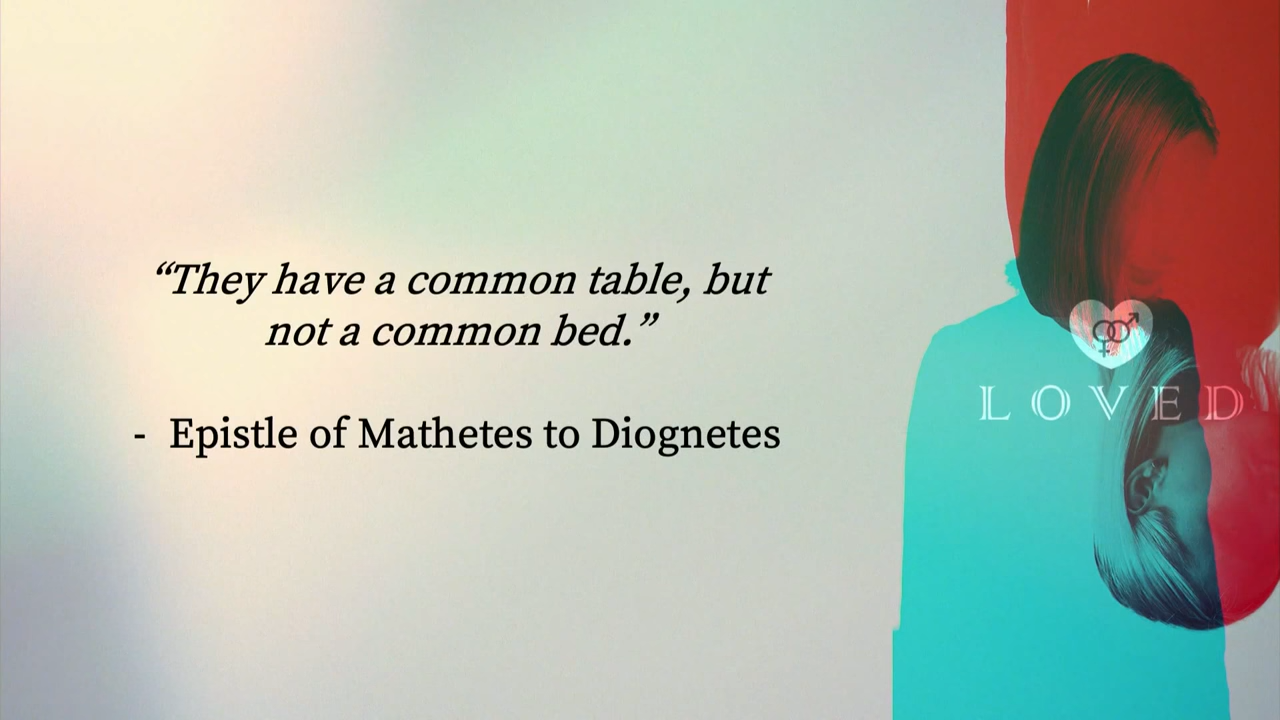 “They have a common table, but
not a common bed.”
- Epistle of Mathetes to Diognetes
LOVED